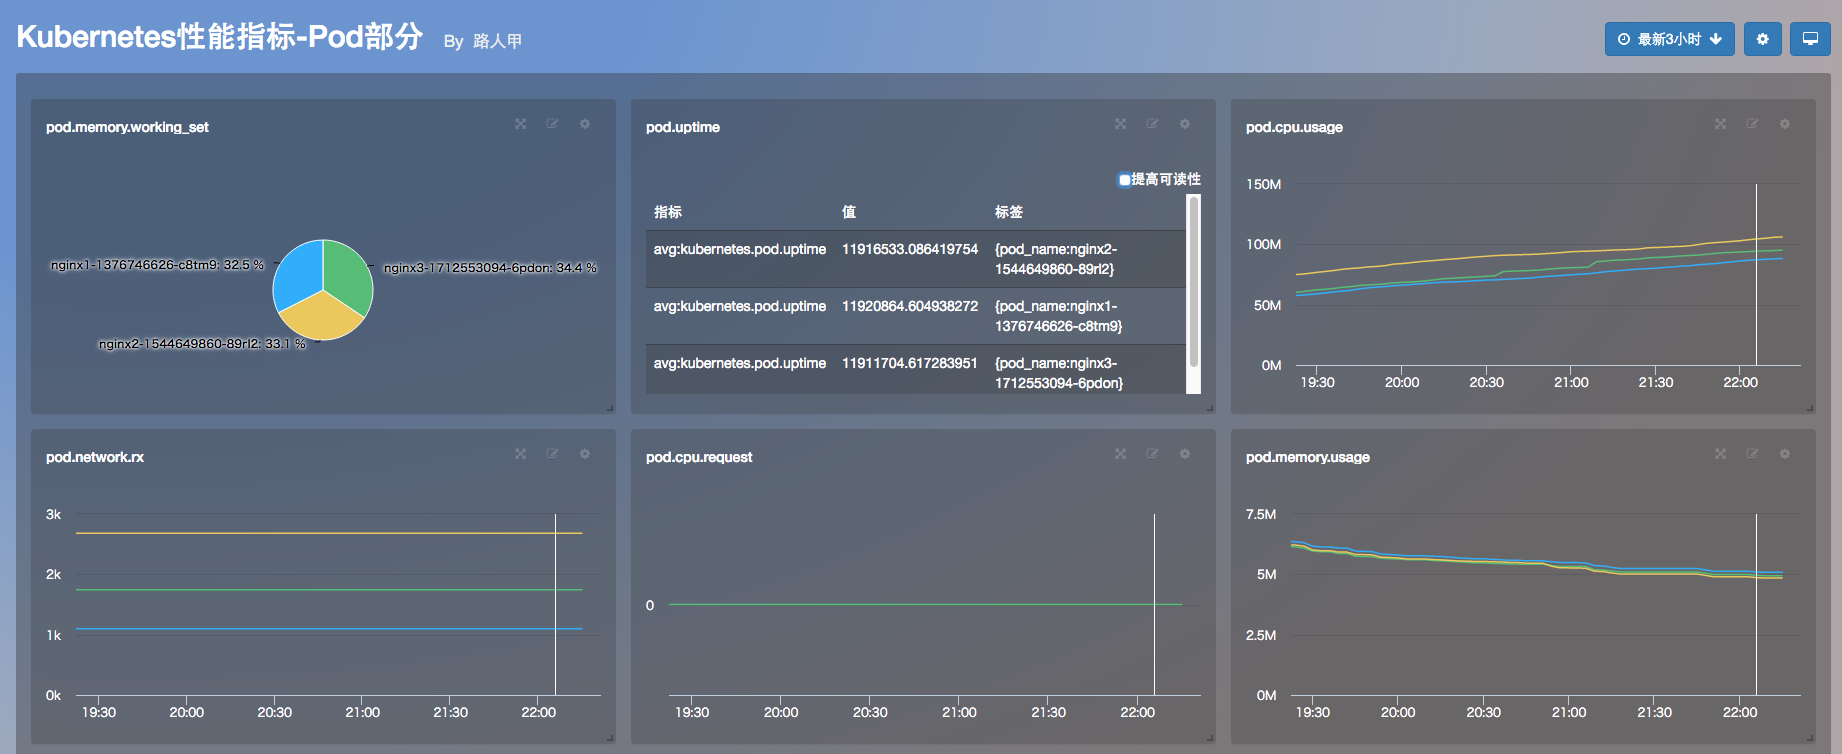 Kubernetes性能指标-Pod部分 By 路人甲
最新3小时
pod.memory.working_set
nginx1-1376746626-c8tm9: 32.5 %
nginx3-1712553094-6pdon: 34.4 %
nginx2-1544649860-89rl2: 33.1 %
pod.uptime
提高可读性
指标 值 标签
avg:kubernetes.pod.uptime 11916533.086419754 {pod_name:nginx2-
1544649860-89rl2}
avg:kubernetes.pod.uptime 11920864.604938272 {pod_name:nginx1-
1376746626-c8tm9}
avg:kubernetes.pod.uptime 11911704.617283951 {pod_name:nginx3-
1712553094-6pdon}
pod.cpu.usage
150M
100M
50M
0M
19:30 20:00 20:30 21:00 21:30 22:00
pod.network.rx
3k
2k
1k
0k
19:30 20:00 20:30 21:00 21:30 22:00
pod.cpu.request
0
19:30 20:00 20:30 21:00 21:30 22:00
pod.memory.usage
7.5M
5M
2.5M
0M
19:30 20:00 20:30 21:00 21:30 22:00